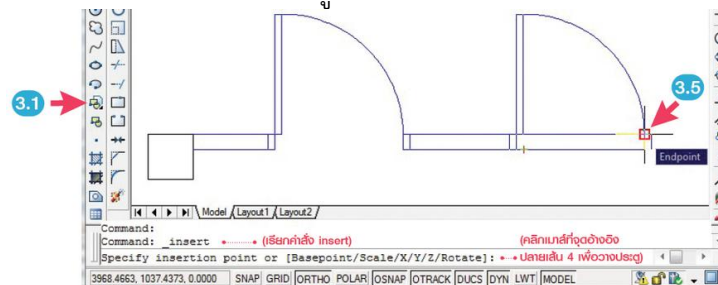 3.1
3.5
Endpoint
Model Layout1 Layout2
Command:
Command: _insert (เรียกคำสั่ง insert) (คลิกเมาส์ที่จุดอ้างอิง
Specify insertion point or [Basepoint/Scale/X/Y/Z/Rotate]: ปลายเส้น 4 เพื่อวางประตู)
3968.4663, 1037.4373, 0.0000 SNAP GRID ORTHO POLAR OSNAP OTRACK DUCS DYN LWT MODEL